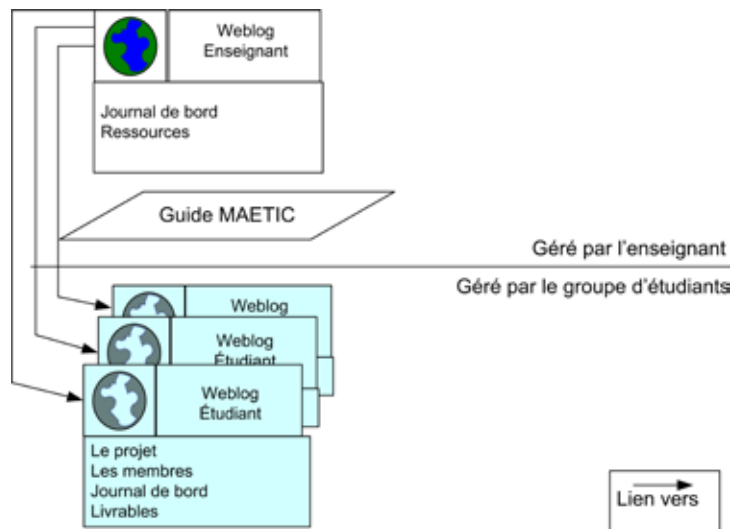 Weblog
Enseignant
Journal de bord
Ressources
Guide MAETIC
Géré par l'enseignant
Géré par le groupe d'étudiants
Weblog
Weblog
Étudiant
Weblog
Étudiant
Le projet
Les membres
Journal de bord
Livrables
Lien vers